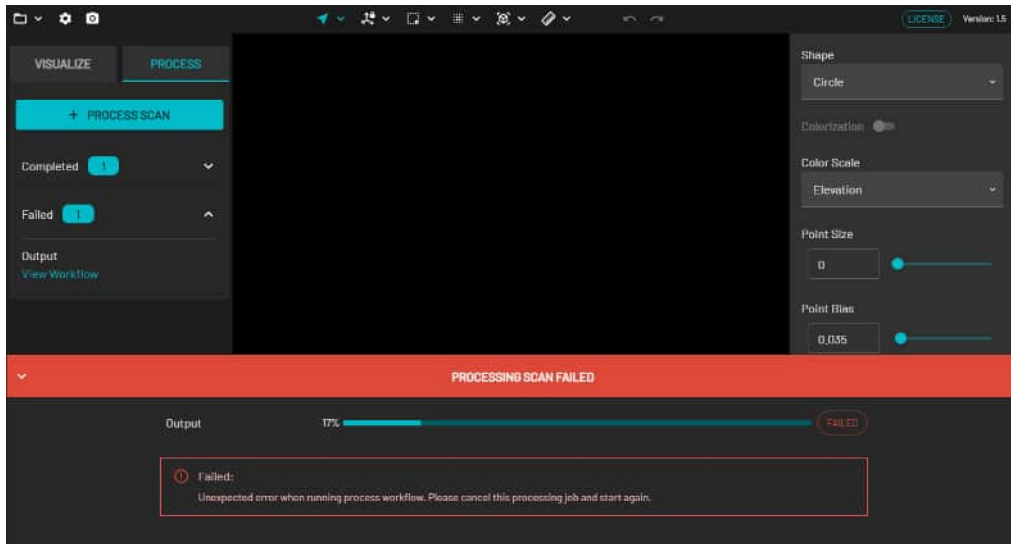 LICENSE Version: 1.5
VISUALIZE PROCESS
+ PROCESS SCAN
Completed 1
Failed 1
Output
View Workflow
Shape
Circle
Colorization
Color Scale
Elevation
Point Size
0
Point Bias
0,035
PROCESSING SCAN FAILED
Output 17% FAILED
Failed:
Unexpected error when running process workflow. Please cancel this processing job and start again.